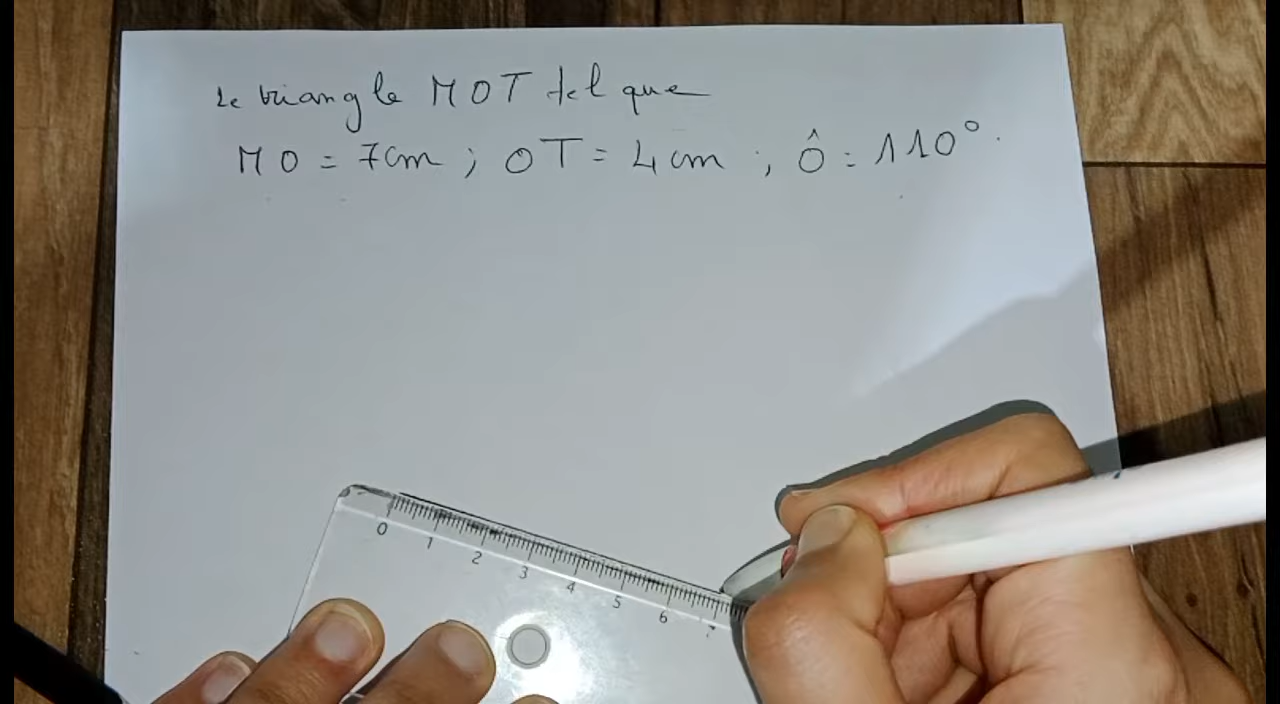 Le triangle MOT tel que
MO = 7cm ; OT = 4cm ; Ô = 110°.
0 1 2 3 4 5 6 7